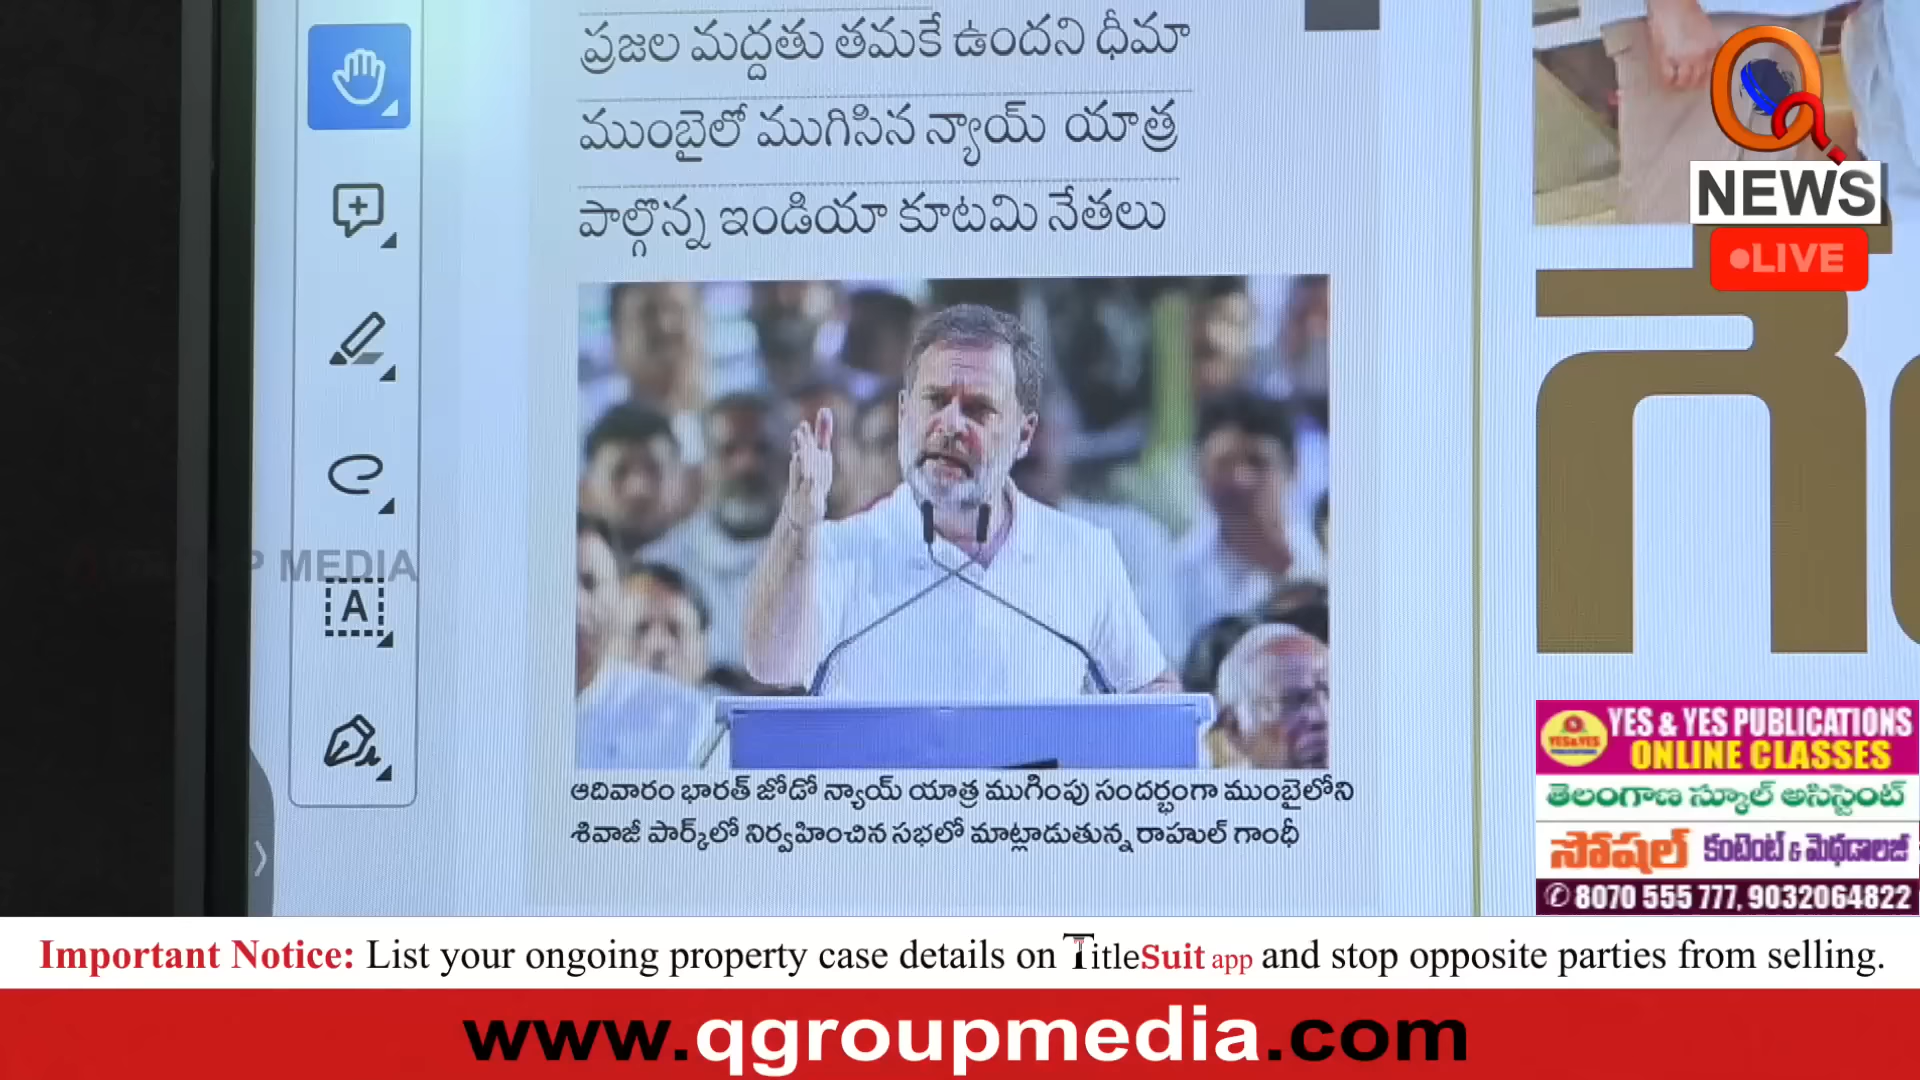 ప్రజల మద్దతు తమకే ఉందని ధీమా
ముంబైలో ముగిసిన న్యాయ్ యాత్ర
పాల్గొన్న ఇండియా కూటమి నేతలు
ఆదివారం భారత్ జోడో న్యాయ్ యాత్ర ముగింపు సందర్భంగా ముంబైలోని
శివాజీ పార్క్‌లో నిర్వహించిన సభలో మాట్లాడుతున్న రాహుల్ గాంధీ
P MEDIA
A
Q
NEWS
LIVE
YES & YES PUBLICATIONS
ONLINE CLASSES
YES&YES
తెలంగాణ స్కూల్ అసిస్టెంట్
సోషల్ కంటెంట్ & మెథడాలజీ
8070 555 777, 9032064822
Important Notice: List your ongoing property case details on TitleSuit app and stop opposite parties from selling.
www.qgroupmedia.com